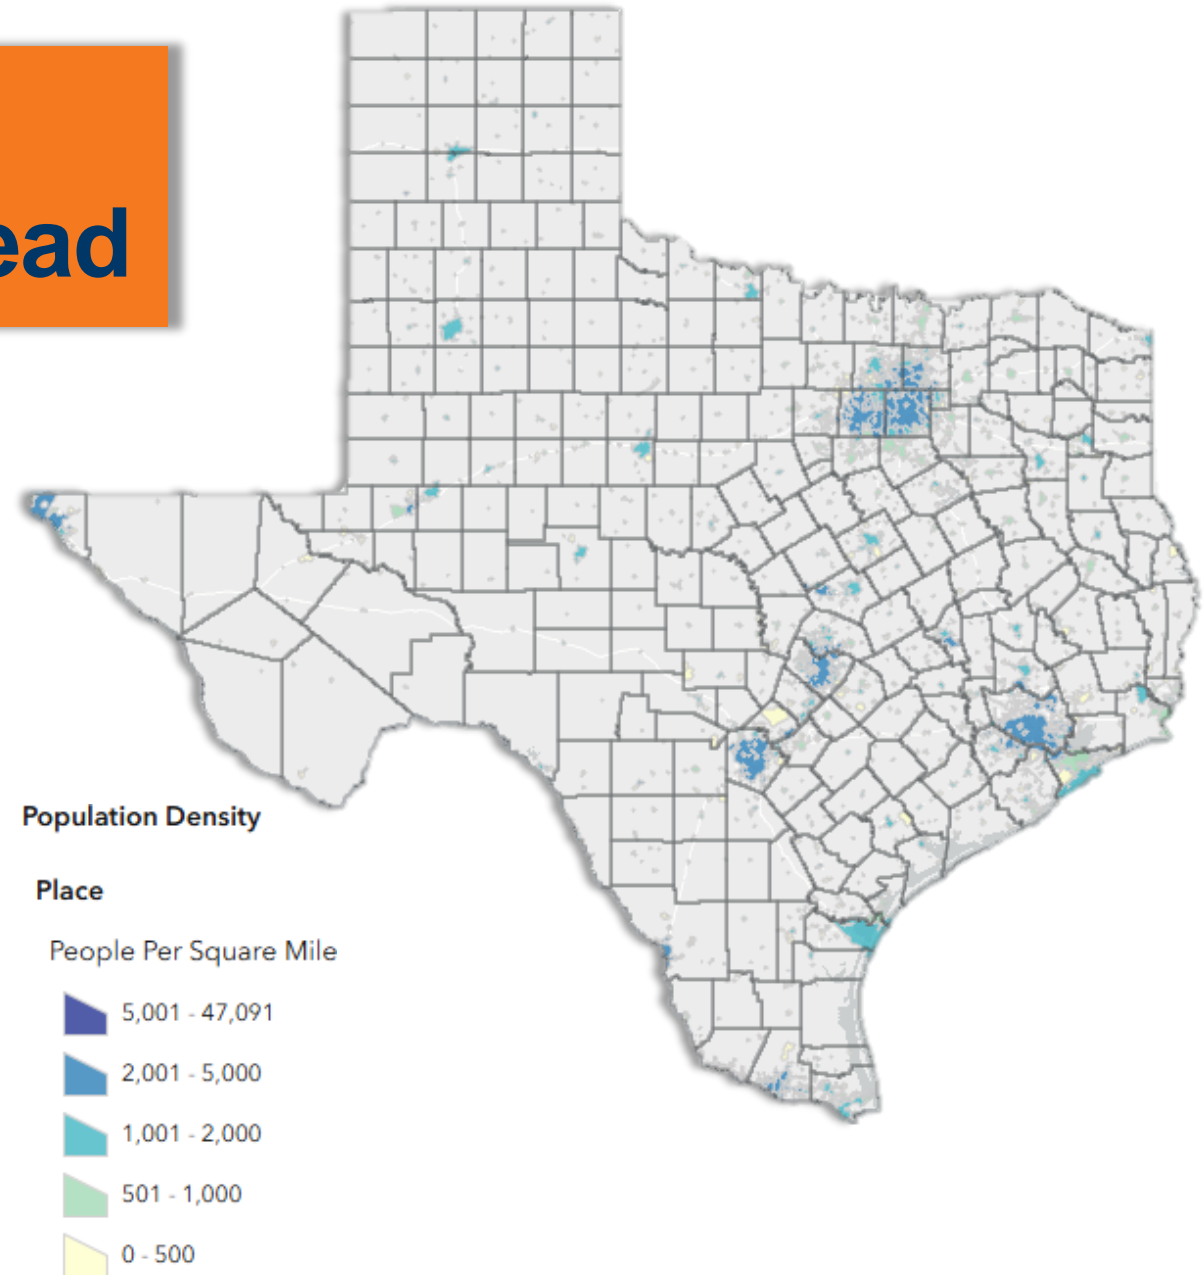 ead
Population Density
Place
People Per Square Mile
5,001 - 47,091
2,001 - 5,000
1,001 - 2,000
501 - 1,000
0 - 500